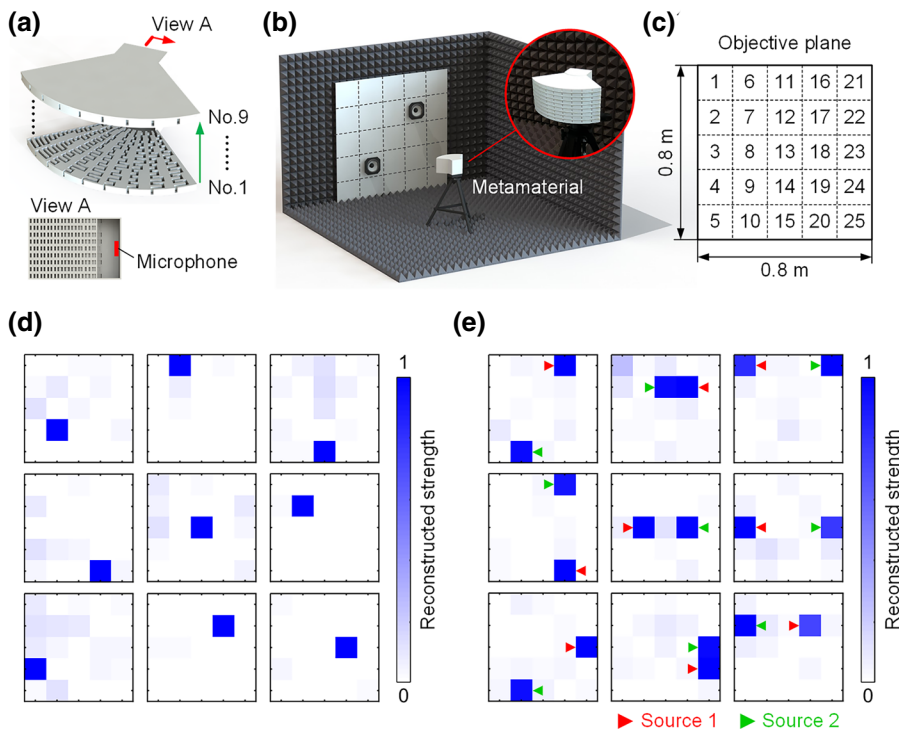 (a)
View A
No.9
No.1
View A
Microphone
(b)
Metamaterial
(c)
Objective plane
0.8 m
1 6 11 16 21
2 7 12 17 22
3 8 13 18 23
4 9 14 19 24
5 10 15 20 25
0.8 m
(d)
1
Reconstructed strength
0
(e)
1
Reconstructed strength
0
Source 1
Source 2